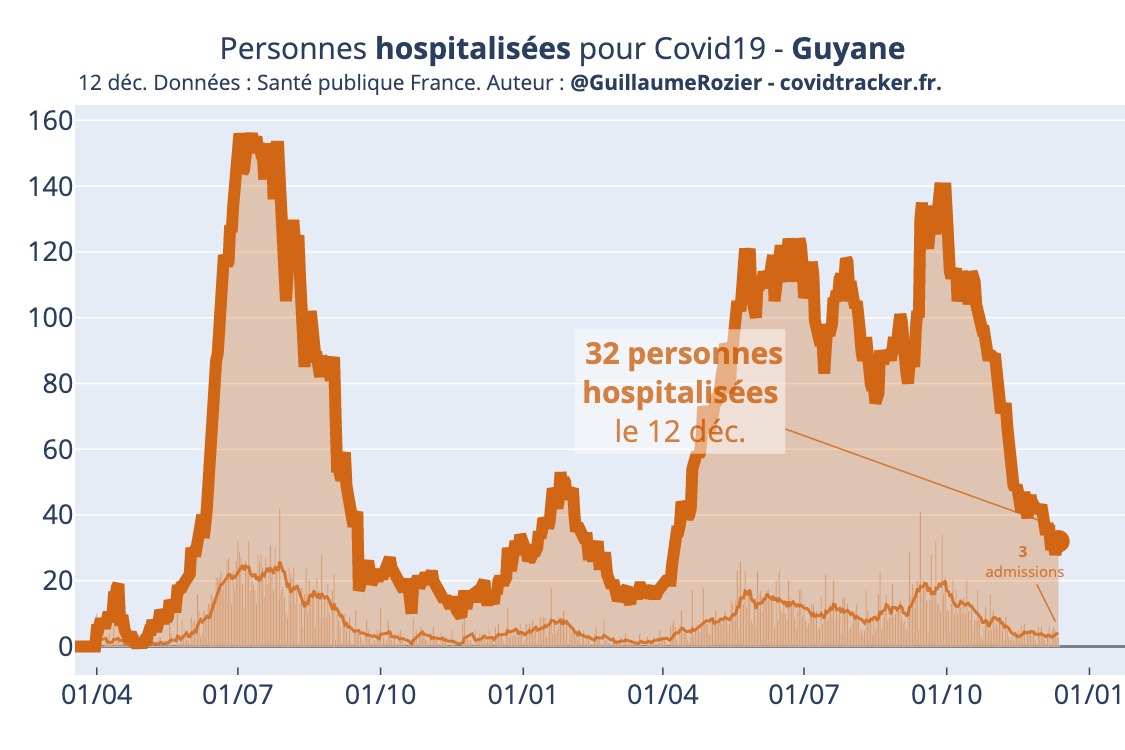 Personnes hospitalisées pour Covid19 - Guyane
12 déc. Données : Santé publique France. Auteur : @GuillaumeRozier - covidtracker.fr.
160
140
120
100
80
60
40
20
0
32 personnes
hospitalisées
le 12 déc.
3
admissions
01/04 01/07 01/10 01/01 01/04 01/07 01/10 01/01